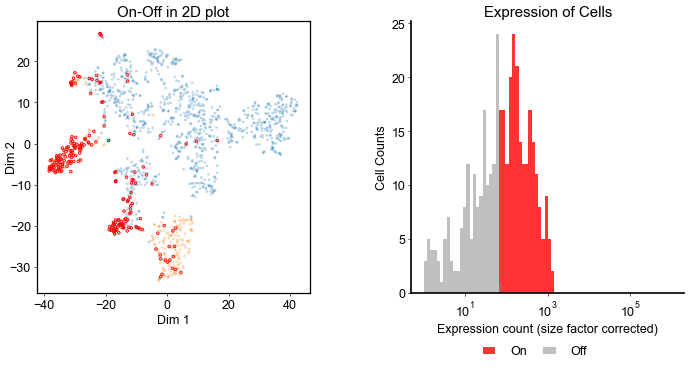 On-Off in 2D plot
Dim 2
20
10
0
−10
−20
−30
−40
−20
0
20
40
Dim 1
Expression of Cells
Cell Counts
25
20
15
10
5
0
10^1
10^3
10^5
Expression count (size factor corrected)
On
Off